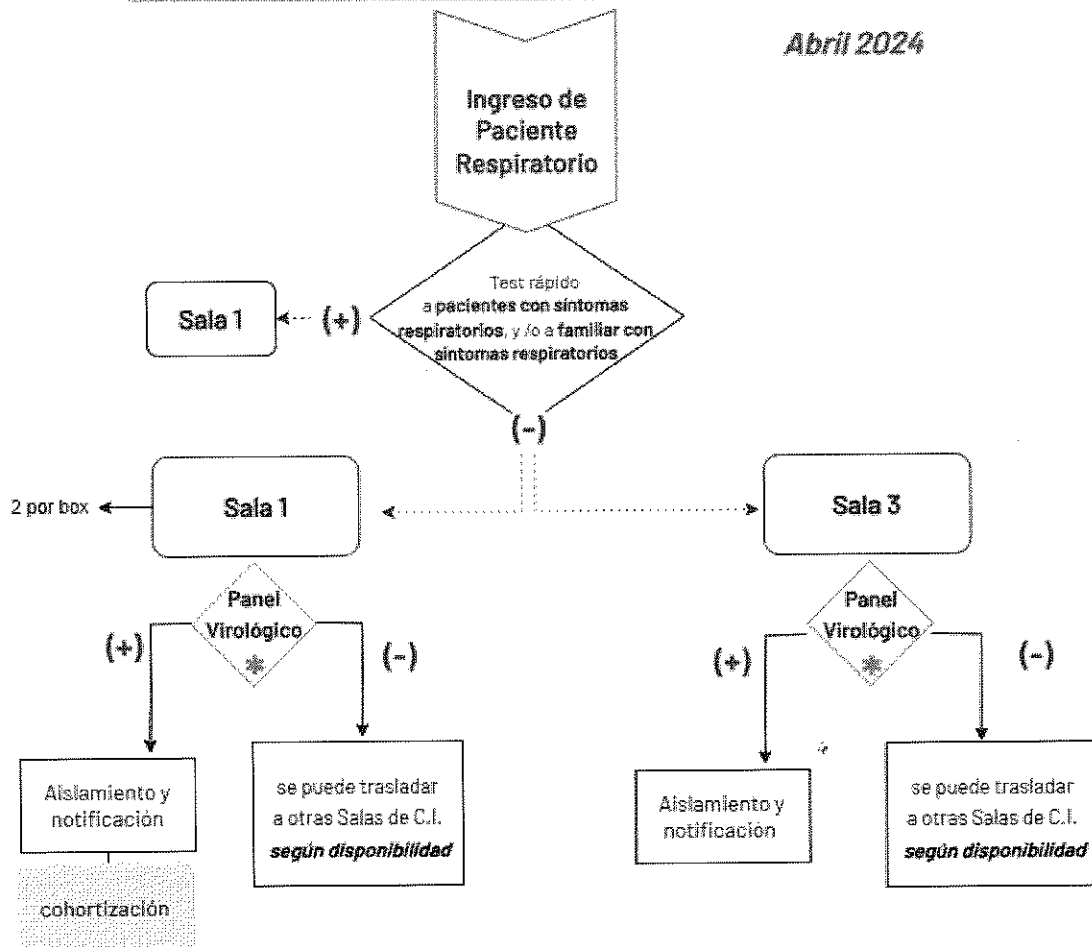 Abril 2024
Ingreso de
Paciente
Respiratorio
Test rápido
a pacientes con síntomas
respiratorios, y /o a familiar con
síntomas respiratorios
(+)
Sala 1
(-)
2 por box
Sala 1
Sala 3
Panel
Virológico
*
(+)
(-)
Aislamiento y
notificación
cohortización
se puede trasladar
a otras Salas de C.I.
según disponibilidad
Panel
Virológico
*
(+)
(-)
Aislamiento y
notificación
se puede trasladar
a otras Salas de C.I.
según disponibilidad